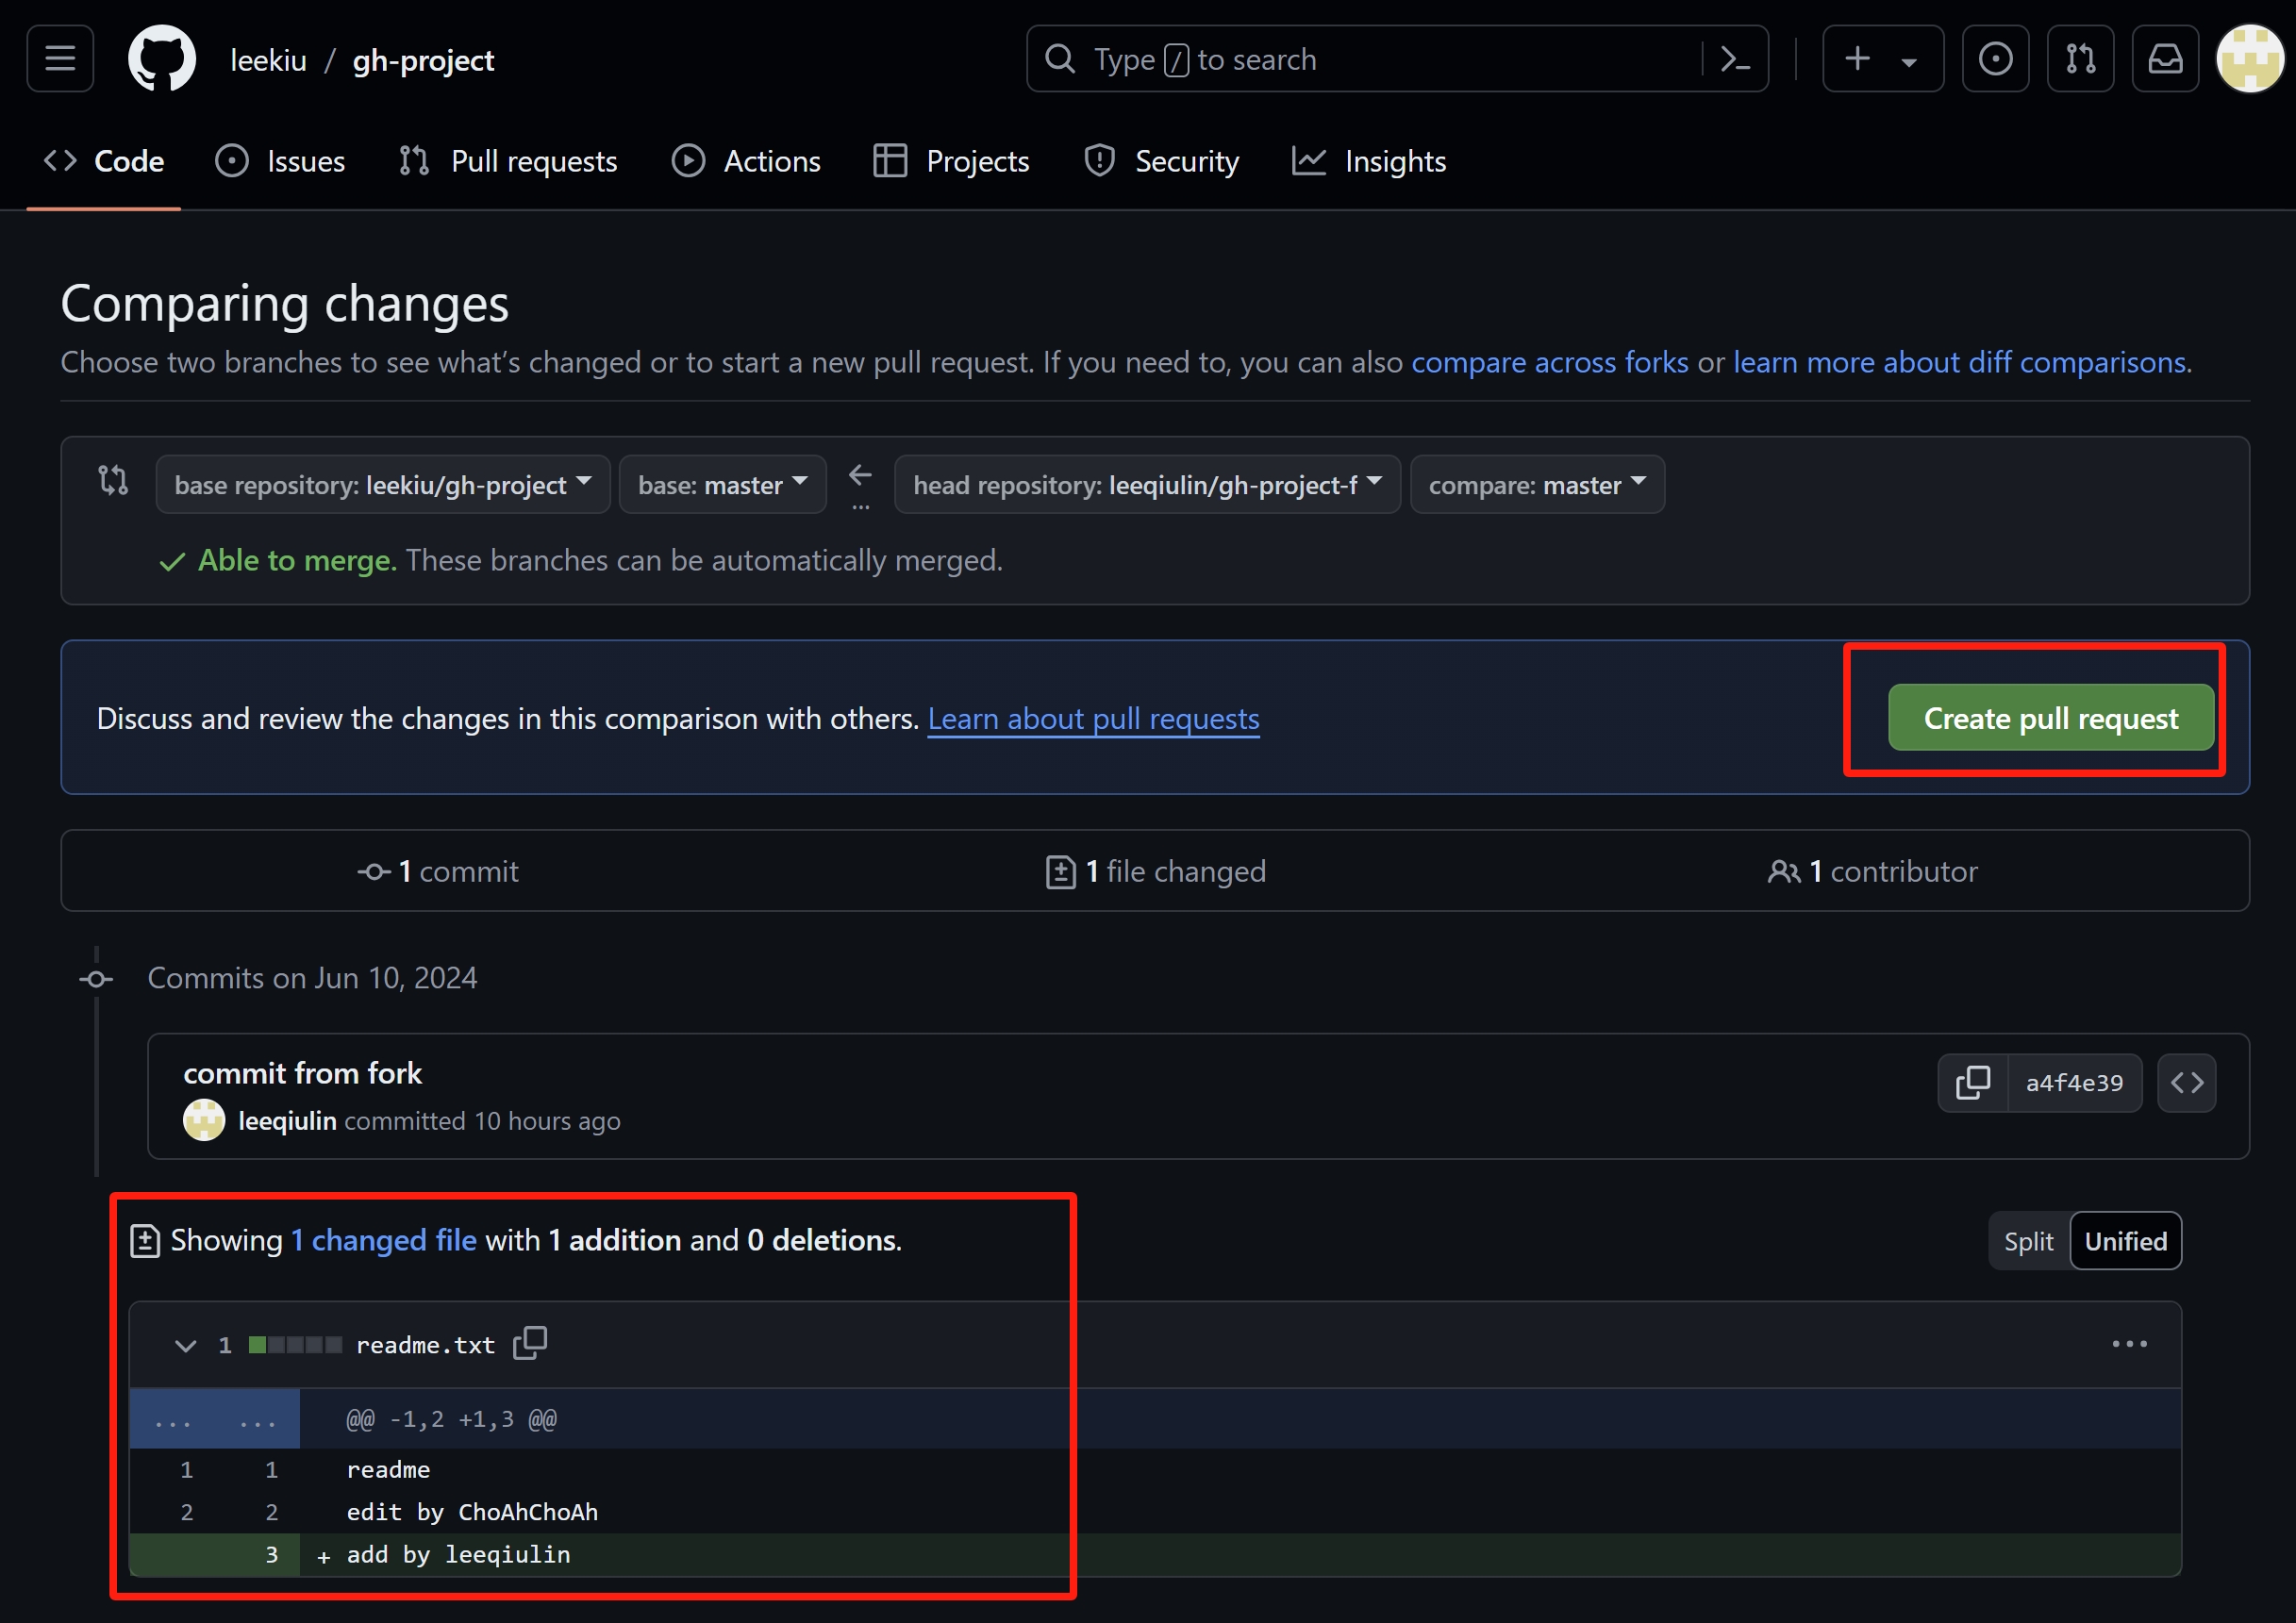 leekiu / gh-project
Type / to search
Code Issues Pull requests Actions Projects Security Insights
Comparing changes
Choose two branches to see what’s changed or to start a new pull request. If you need to, you can also compare across forks or learn more about diff comparisons.
base repository: leekiu/gh-project base: master ... head repository: leeqiulin/gh-project-f compare: master
Able to merge. These branches can be automatically merged.
Discuss and review the changes in this comparison with others. Learn about pull requests
Create pull request
1 commit 1 file changed 1 contributor
Commits on Jun 10, 2024
commit from fork
a4f4e39
leeqiulin committed 10 hours ago
Showing 1 changed file with 1 addition and 0 deletions.
Split Unified
1 readme.txt
... ... @@ -1,2 +1,3 @@
1 1 readme
2 2 edit by ChoAhChoAh
3 + add by leeqiulin